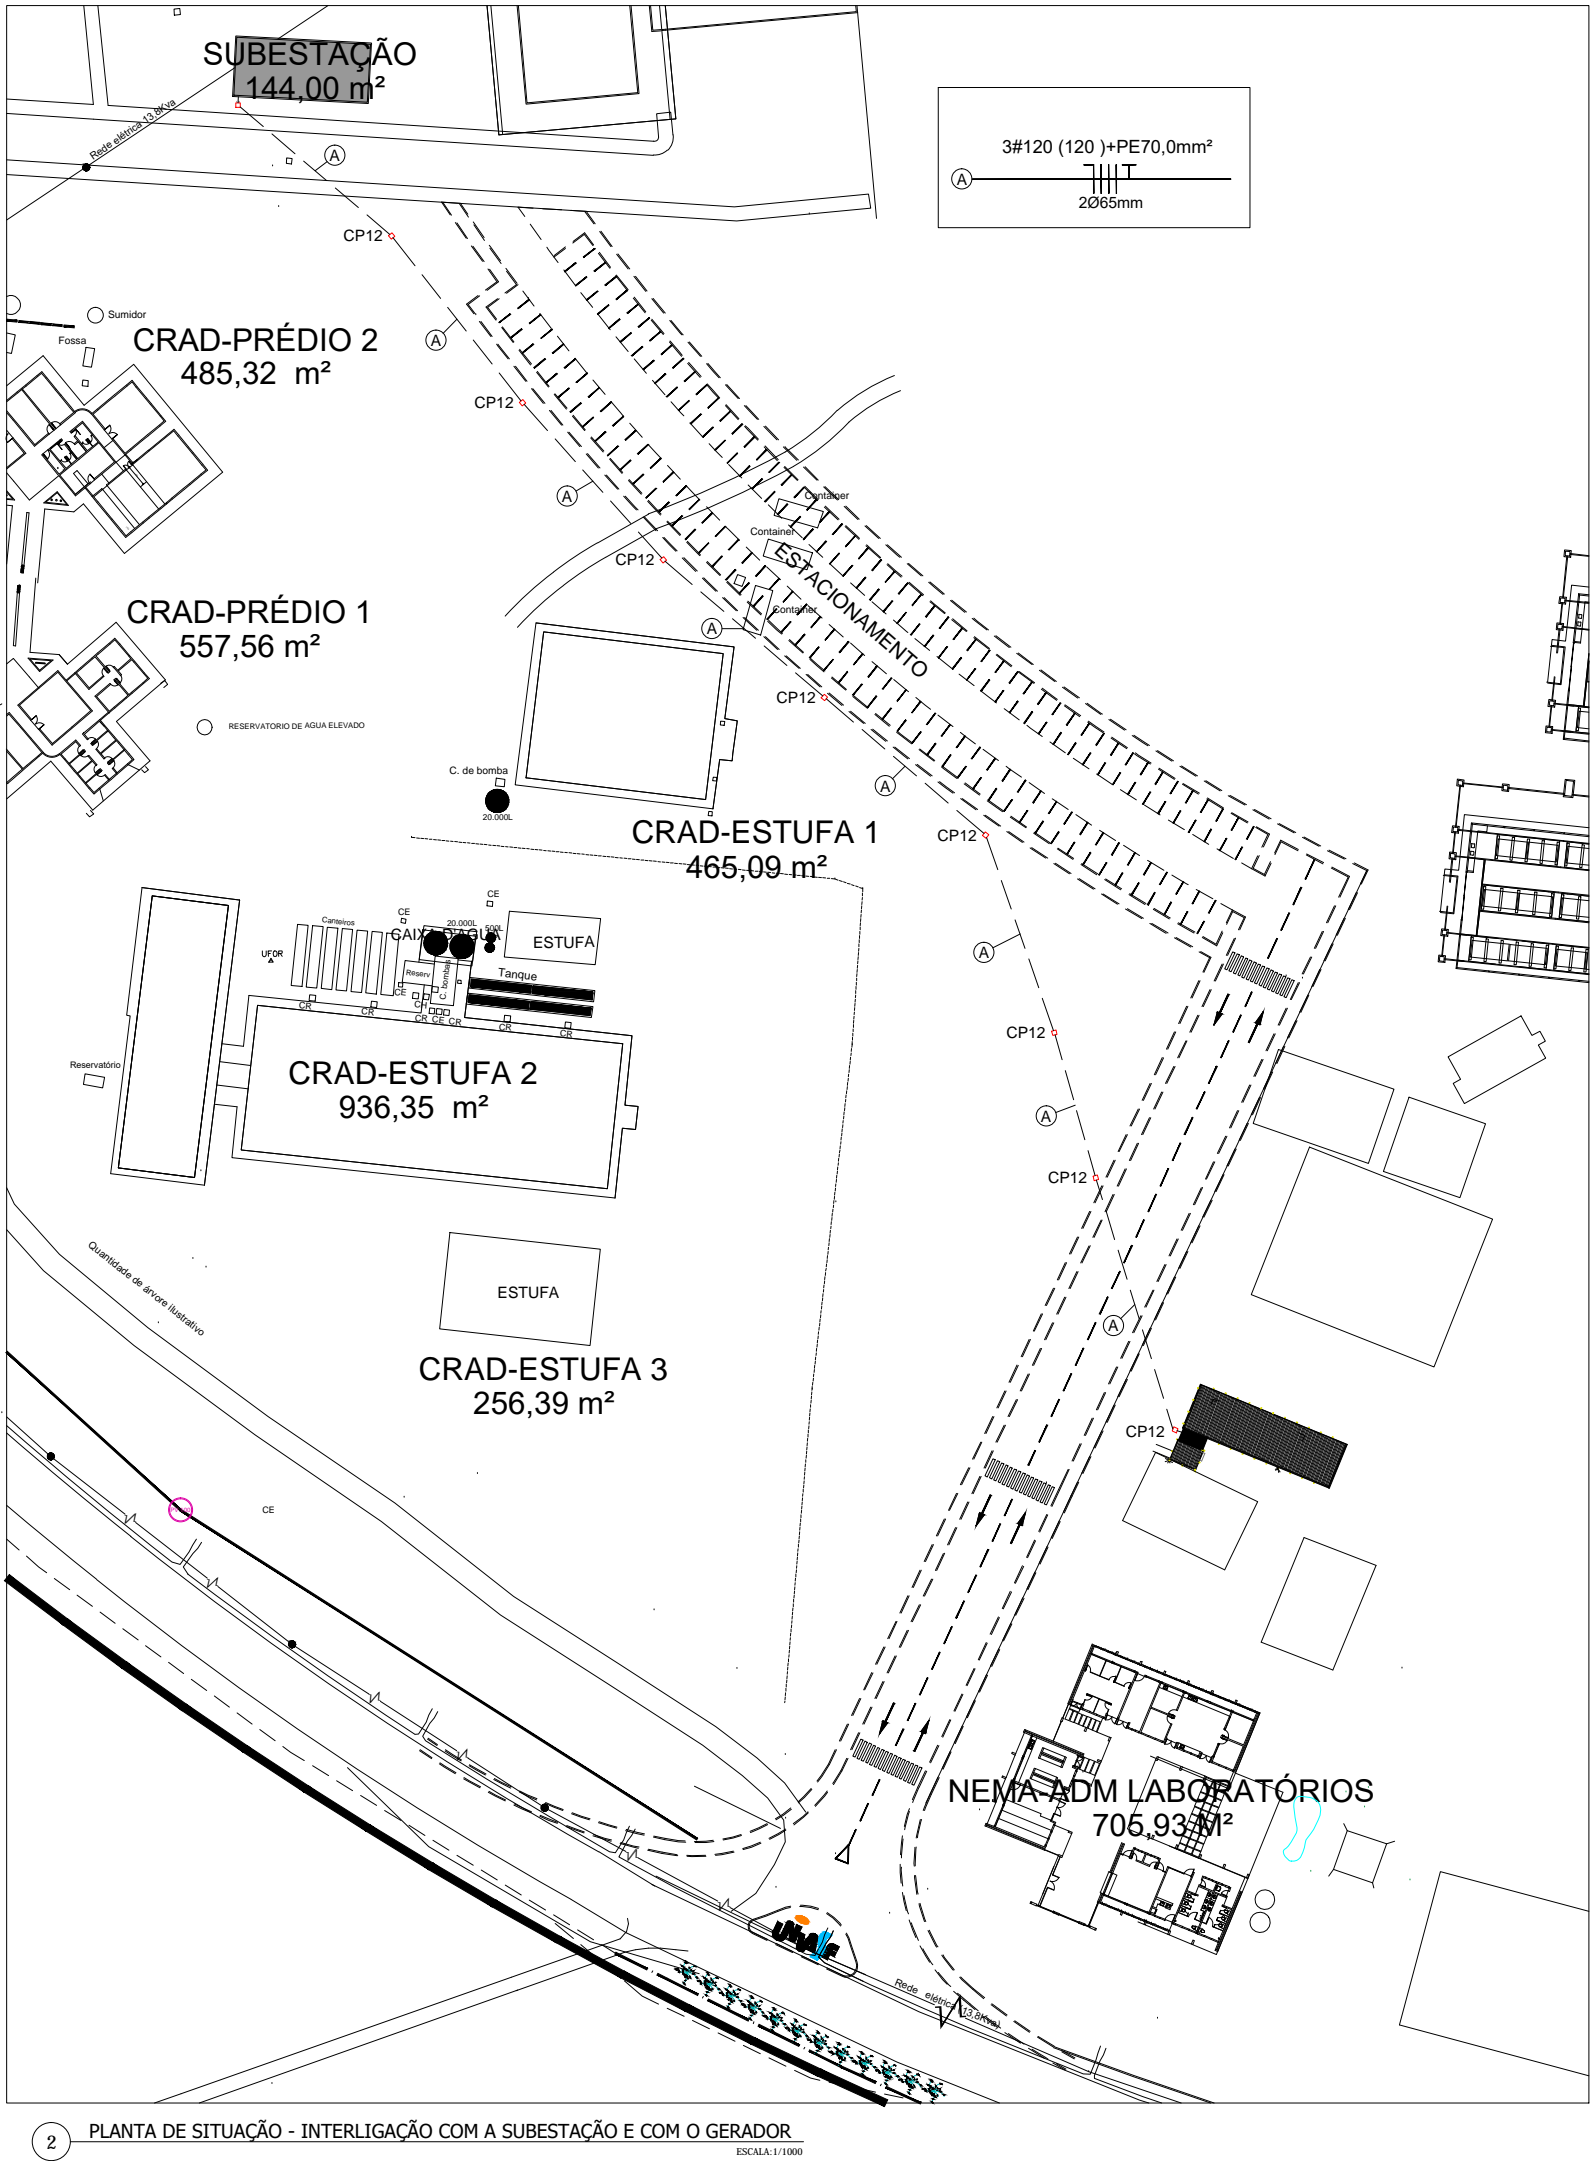 SUBESTAÇÃO
144,00 m²
Rede elétrica 13,8Kva
A
3#120 (120 )+PE70,0mm²
A
2Ø65mm
CP12
Sumidor
Fossa
CRAD-PRÉDIO 2
485,32 m²
A
CP12
A
Container
Container
CP12
ESTACIONAMENTO
Container
CRAD-PRÉDIO 1
557,56 m²
A
CP12
RESERVATORIO DE AGUA ELEVADO
C. de bomba
20.000L
A
CRAD-ESTUFA 1
465,09 m²
CP12
CE
CE
Canteiros
20.000L
500L
CAIXA D'AGUA
ESTUFA
UFOR
A
Reserv
C. bombas
Tanque
CE
CH
CR
CR
CR
CE
CR
CR
CR
CP12
Reservatório
CRAD-ESTUFA 2
936,35 m²
A
CP12
Quantidade de árvore ilustrativo
ESTUFA
A
CRAD-ESTUFA 3
256,39 m²
CP12
CE
NEMA-ADM LABORATÓRIOS
705,93 M²
Rede elétrica (13,8Kva)
2
PLANTA DE SITUAÇÃO - INTERLIGAÇÃO COM A SUBESTAÇÃO E COM O GERADOR
ESCALA:1/1000